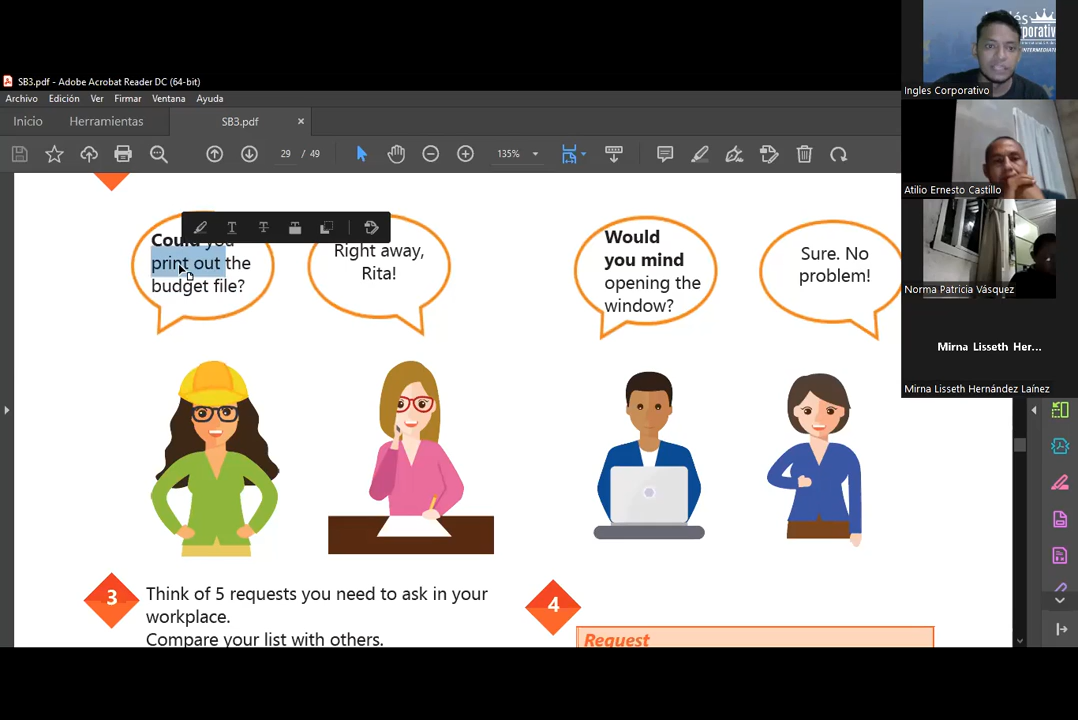 SB3.pdf - Adobe Acrobat Reader DC (64-bit)
Archivo Edición Ver Firmar Ventana Ayuda
Inicio Herramientas SB3.pdf ×
29 / 49 135%
Could you
print out the
budget file?
Right away,
Rita!
Would
you mind
opening the
window?
Sure. No
problem!
3
Think of 5 requests you need to ask in your
workplace.
Compare your list with others.
4
Request
Ingles Corporativo
Atilio Ernesto Castillo
Norma Patricia Vásquez
Mirna Lisseth Her...
Mirna Lisseth Hernández Laínez